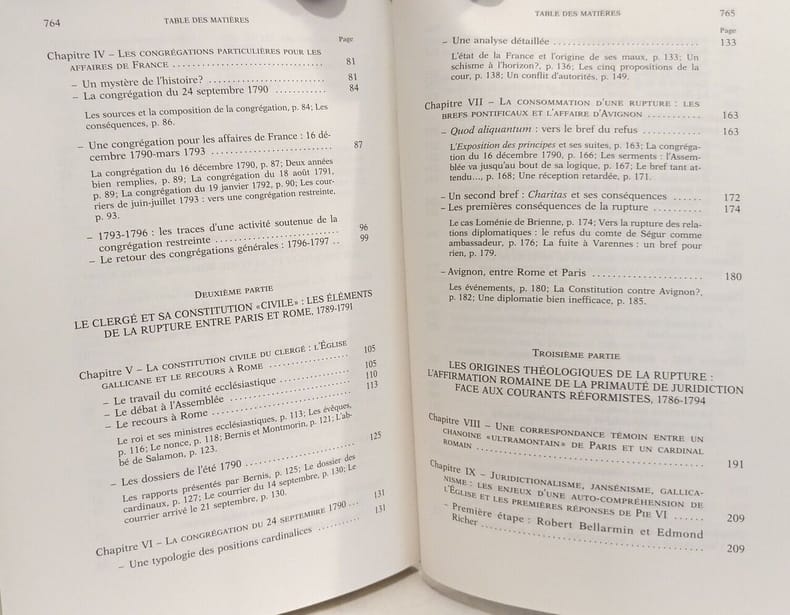 764
TABLE DES MATIÈRES
Page
Chapitre IV – LES CONGRÉGATIONS PARTICULIÈRES POUR LES
AFFAIRES DE FRANCE .......... 81
– Un mystère de l'histoire? .......... 81
– La congrégation du 24 septembre 1790 .......... 84
Les sources et la composition de la congrégation, p. 84; Les
conséquences, p. 86.
– Une congrégation pour les affaires de France : 16 dé-
cembre 1790-mars 1793 .......... 87
La congrégation du 16 décembre 1790, p. 87; Deux années
bien remplies, p. 89; La congrégation du 18 août 1791,
p. 89; La congrégation du 19 janvier 1792, p. 90; Les cour-
riers de juin-juillet 1793 : vers une congrégation restreinte,
p. 93.
– 1793-1796 : les traces d'une activité soutenue de la
congrégation restreinte .......... 96
– Le retour des congrégations générales : 1796-1797 .. 99
DEUXIÈME PARTIE
LE CLERGÉ ET SA CONSTITUTION «CIVILE» : LES ÉLÉMENTS
DE LA RUPTURE ENTRE PARIS ET ROME, 1789-1791
Chapitre V – LA CONSTITUTION CIVILE DU CLERGÉ : L'ÉGLISE
GALLICANE ET LE RECOURS À ROME .......... 105
– Le travail du comité ecclésiastique .......... 105
– Le débat à l'Assemblée .......... 110
– Le recours à Rome .......... 113
Le roi et ses ministres ecclésiastiques, p. 113; Les évêques,
p. 116; Le nonce, p. 118; Bernis et Montmorin, p. 121; L'ab-
bé de Salamon, p. 123.
– Les dossiers de l'été 1790 .......... 125
Les rapports présentés par Bernis, p. 125; Le dossier des
cardinaux, p. 127; Le courrier du 14 septembre, p. 130; Le
courrier arrivé le 21 septembre, p. 130.
Chapitre VI – LA CONGRÉGATION DU 24 SEPTEMBRE 1790 ... 131
– Une typologie des positions cardinalices .......... 131
TABLE DES MATIÈRES
765
Page
– Une analyse détaillée .......... 133
L'état de la France et l'origine de ses maux, p. 133; Un
schisme à l'horizon?, p. 136; Les cinq propositions de la
cour, p. 138; Un conflit d'autorités, p. 149.
Chapitre VII – LA CONSOMMATION D'UNE RUPTURE : LES
BREFS PONTIFICAUX ET L'AFFAIRE D'AVIGNON .......... 163
– Quod aliquantum : vers le bref du refus .......... 163
L'Exposition des principes et ses suites, p. 163; La congréga-
tion du 16 décembre 1790, p. 166; Les serments : l'Assem-
blée va jusqu'au bout de sa logique, p. 167; Le bref tant at-
tendu..., p. 168; Une réception retardée, p. 171.
– Un second bref : Charitas et ses conséquences ...... 172
– Les premières conséquences de la rupture .......... 174
Le cas Loménie de Brienne, p. 174; Vers la rupture des rela-
tions diplomatiques : le refus du comte de Ségur comme
ambassadeur, p. 176; La fuite à Varennes : un bref pour
rien, p. 179.
– Avignon, entre Rome et Paris .......... 180
Les événements, p. 180; La Constitution contre Avignon?,
p. 182; Une diplomatie bien inefficace, p. 185.
TROISIÈME PARTIE
LES ORIGINES THÉOLOGIQUES DE LA RUPTURE :
L'AFFIRMATION ROMAINE DE LA PRIMAUTÉ DE JURIDICTION
FACE AUX COURANTS RÉFORMISTES, 1786-1794
Chapitre VIII – UNE CORRESPONDANCE TÉMOIN ENTRE UN
CHANOINE «ULTRAMONTAIN» DE PARIS ET UN CARDINAL
ROMAIN .......... 191
Chapitre IX – JURIDICTIONALISME, JANSÉNISME, GALLICA-
NISME : LES ENJEUX D'UNE AUTO-COMPRÉHENSION DE
L'ÉGLISE ET LES PREMIÈRES RÉPONSES DE PIE VI ...... 209
– Première étape : Robert Bellarmin et Edmond
Richer .......... 209